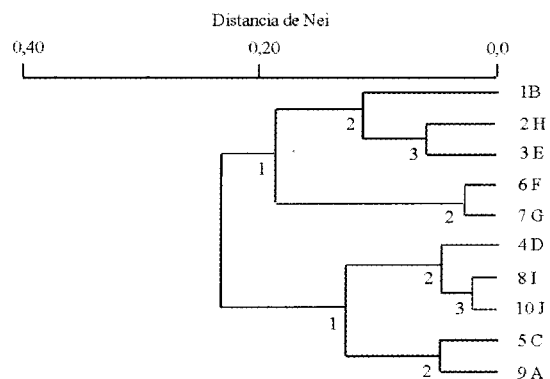 Distancia de Nei
0,40 0,20 0,0
1B
2 H
2
3
3 E
1
6 F
2
7 G
4 D
2
8 I
3
10 J
1
5 C
2
9 A